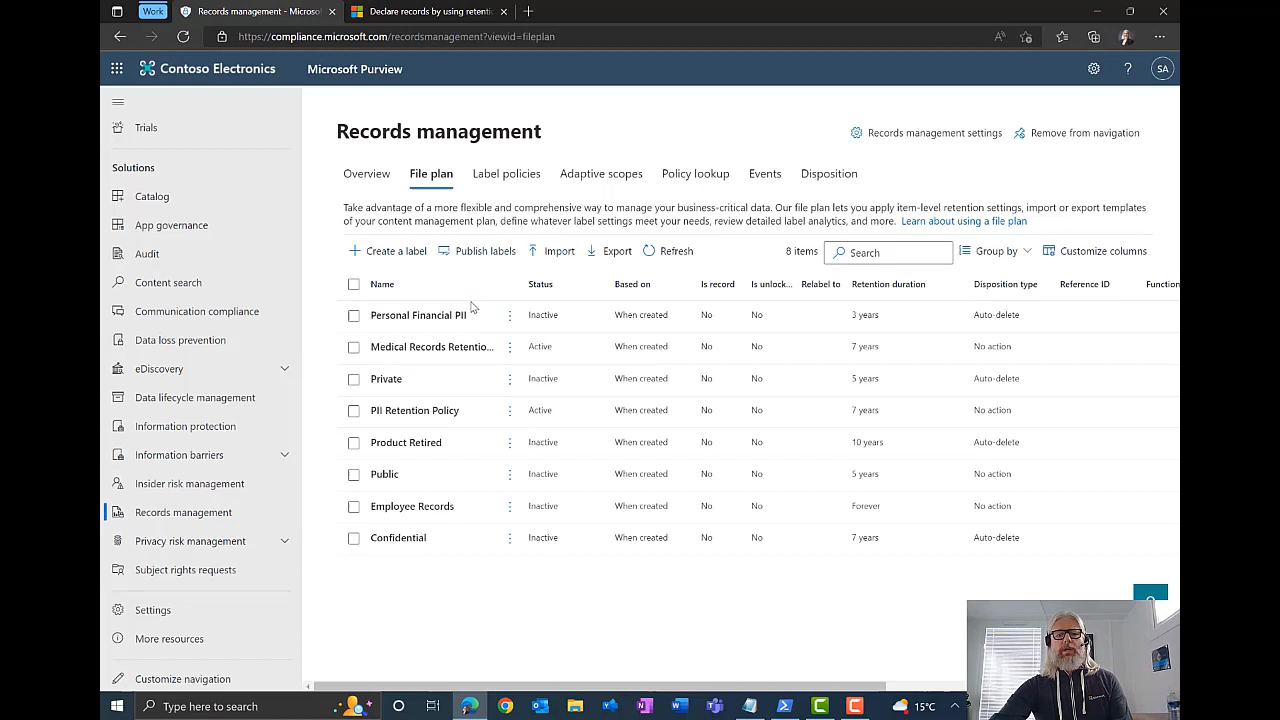 Work
Records management - Microsof
Declare records by using retenti
https://compliance.microsoft.com/recordsmanagement?viewid=fileplan
Contoso Electronics
Microsoft Purview
SA
Trials
Solutions
Catalog
App governance
Audit
Content search
Communication compliance
Data loss prevention
eDiscovery
Data lifecycle management
Information protection
Information barriers
Insider risk management
Records management
Privacy risk management
Subject rights requests
Settings
More resources
Customize navigation
Records management
Records management settings
Remove from navigation
Overview File plan Label policies Adaptive scopes Policy lookup Events Disposition
Take advantage of a more flexible and comprehensive way to manage your business-critical data. Our file plan lets you apply item-level retention settings, import or export templates
of your content management plan, define whatever label settings meet your needs, review detailed label analytics, and more. Learn about using a file plan
Create a label Publish labels Import Export Refresh 8 items Search Group by Customize columns
Name Status Based on Is record Is unlock... Relabel to Retention duration Disposition type Reference ID Function
Personal Financial PII Inactive When created No No 3 years Auto-delete
Medical Records Retentio... Active When created No No 7 years No action
Private Inactive When created No No 5 years Auto-delete
PII Retention Policy Active When created No No 7 years No action
Product Retired Inactive When created No No 10 years Auto-delete
Public Inactive When created No No 5 years No action
Employee Records Inactive When created No No Forever No action
Confidential Inactive When created No No 7 years Auto-delete
Type here to search
15°C